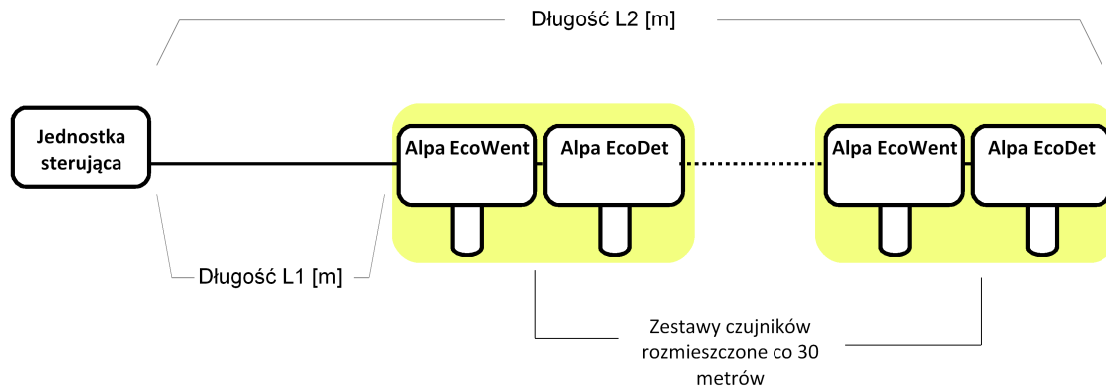 Długość L2 [m]
Jednostka
sterująca
Alpa EcoWent
Alpa EcoDet
Alpa EcoWent
Alpa EcoDet
Długość L1 [m]
Zestawy czujników
rozmieszczone co 30
metrów